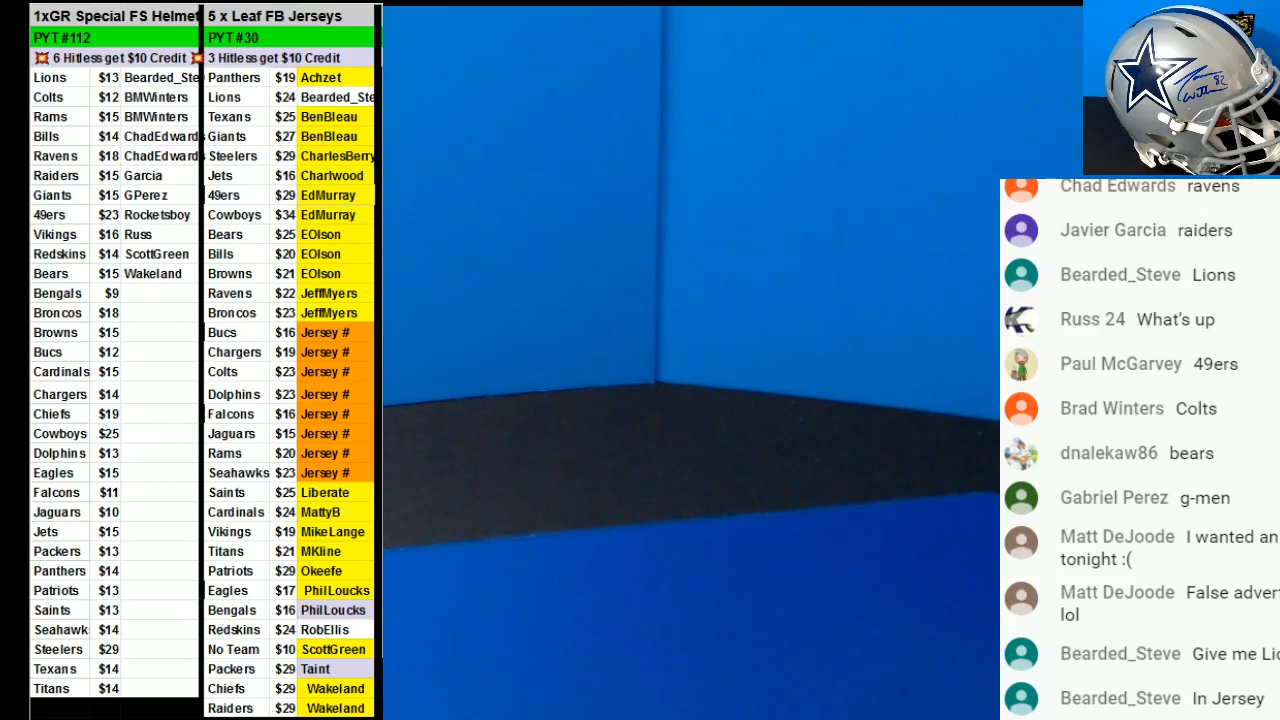 1xGR Special FS Helmet
PYT #112
💥 6 Hitless get $10 Credit 💥
Lions $13 Bearded_Ste
Colts $12 BMWinters
Rams $15 BMWinters
Bills $14 ChadEdwards
Ravens $18 ChadEdwards
Raiders $15 Garcia
Giants $15 GPerez
49ers $23 Rocketsboy
Vikings $16 Russ
Redskins $14 ScottGreen
Bears $15 Wakeland
Bengals $9
Broncos $18
Browns $15
Bucs $12
Cardinals $15
Chargers $14
Chiefs $19
Cowboys $25
Dolphins $13
Eagles $15
Falcons $11
Jaguars $10
Jets $15
Packers $13
Panthers $14
Patriots $13
Saints $13
Seahawk $14
Steelers $29
Texans $14
Titans $14
5 x Leaf FB Jerseys
PYT #30
3 Hitless get $10 Credit
Panthers $19 Achzet
Lions $24 Bearded_Ste
Texans $25 BenBleau
Giants $27 BenBleau
Steelers $29 CharlesBerry
Jets $16 Charlwood
49ers $29 EdMurray
Cowboys $34 EdMurray
Bears $25 EOlson
Bills $20 EOlson
Browns $21 EOlson
Ravens $22 JeffMyers
Broncos $23 JeffMyers
Bucs $16 Jersey #
Chargers $19 Jersey #
Colts $23 Jersey #
Dolphins $23 Jersey #
Falcons $16 Jersey #
Jaguars $15 Jersey #
Rams $20 Jersey #
Seahawks $23 Jersey #
Saints $25 Liberate
Cardinals $24 MattyB
Vikings $19 MikeLange
Titans $21 MKline
Patriots $29 Okeefe
Eagles $17 PhilLoucks
Bengals $16 PhilLoucks
Redskins $24 RobEllis
No Team $10 ScottGreen
Packers $29 Taint
Chiefs $29 Wakeland
Raiders $29 Wakeland
Chad Edwards ravens
Javier Garcia raiders
Bearded_Steve Lions
Russ 24 What's up
Paul McGarvey 49ers
Brad Winters Colts
dnalekaw86 bears
Gabriel Perez g-men
Matt DeJoode I wanted an
tonight :(
Matt DeJoode False advert
lol
Bearded_Steve Give me Lio
Bearded_Steve In Jersey